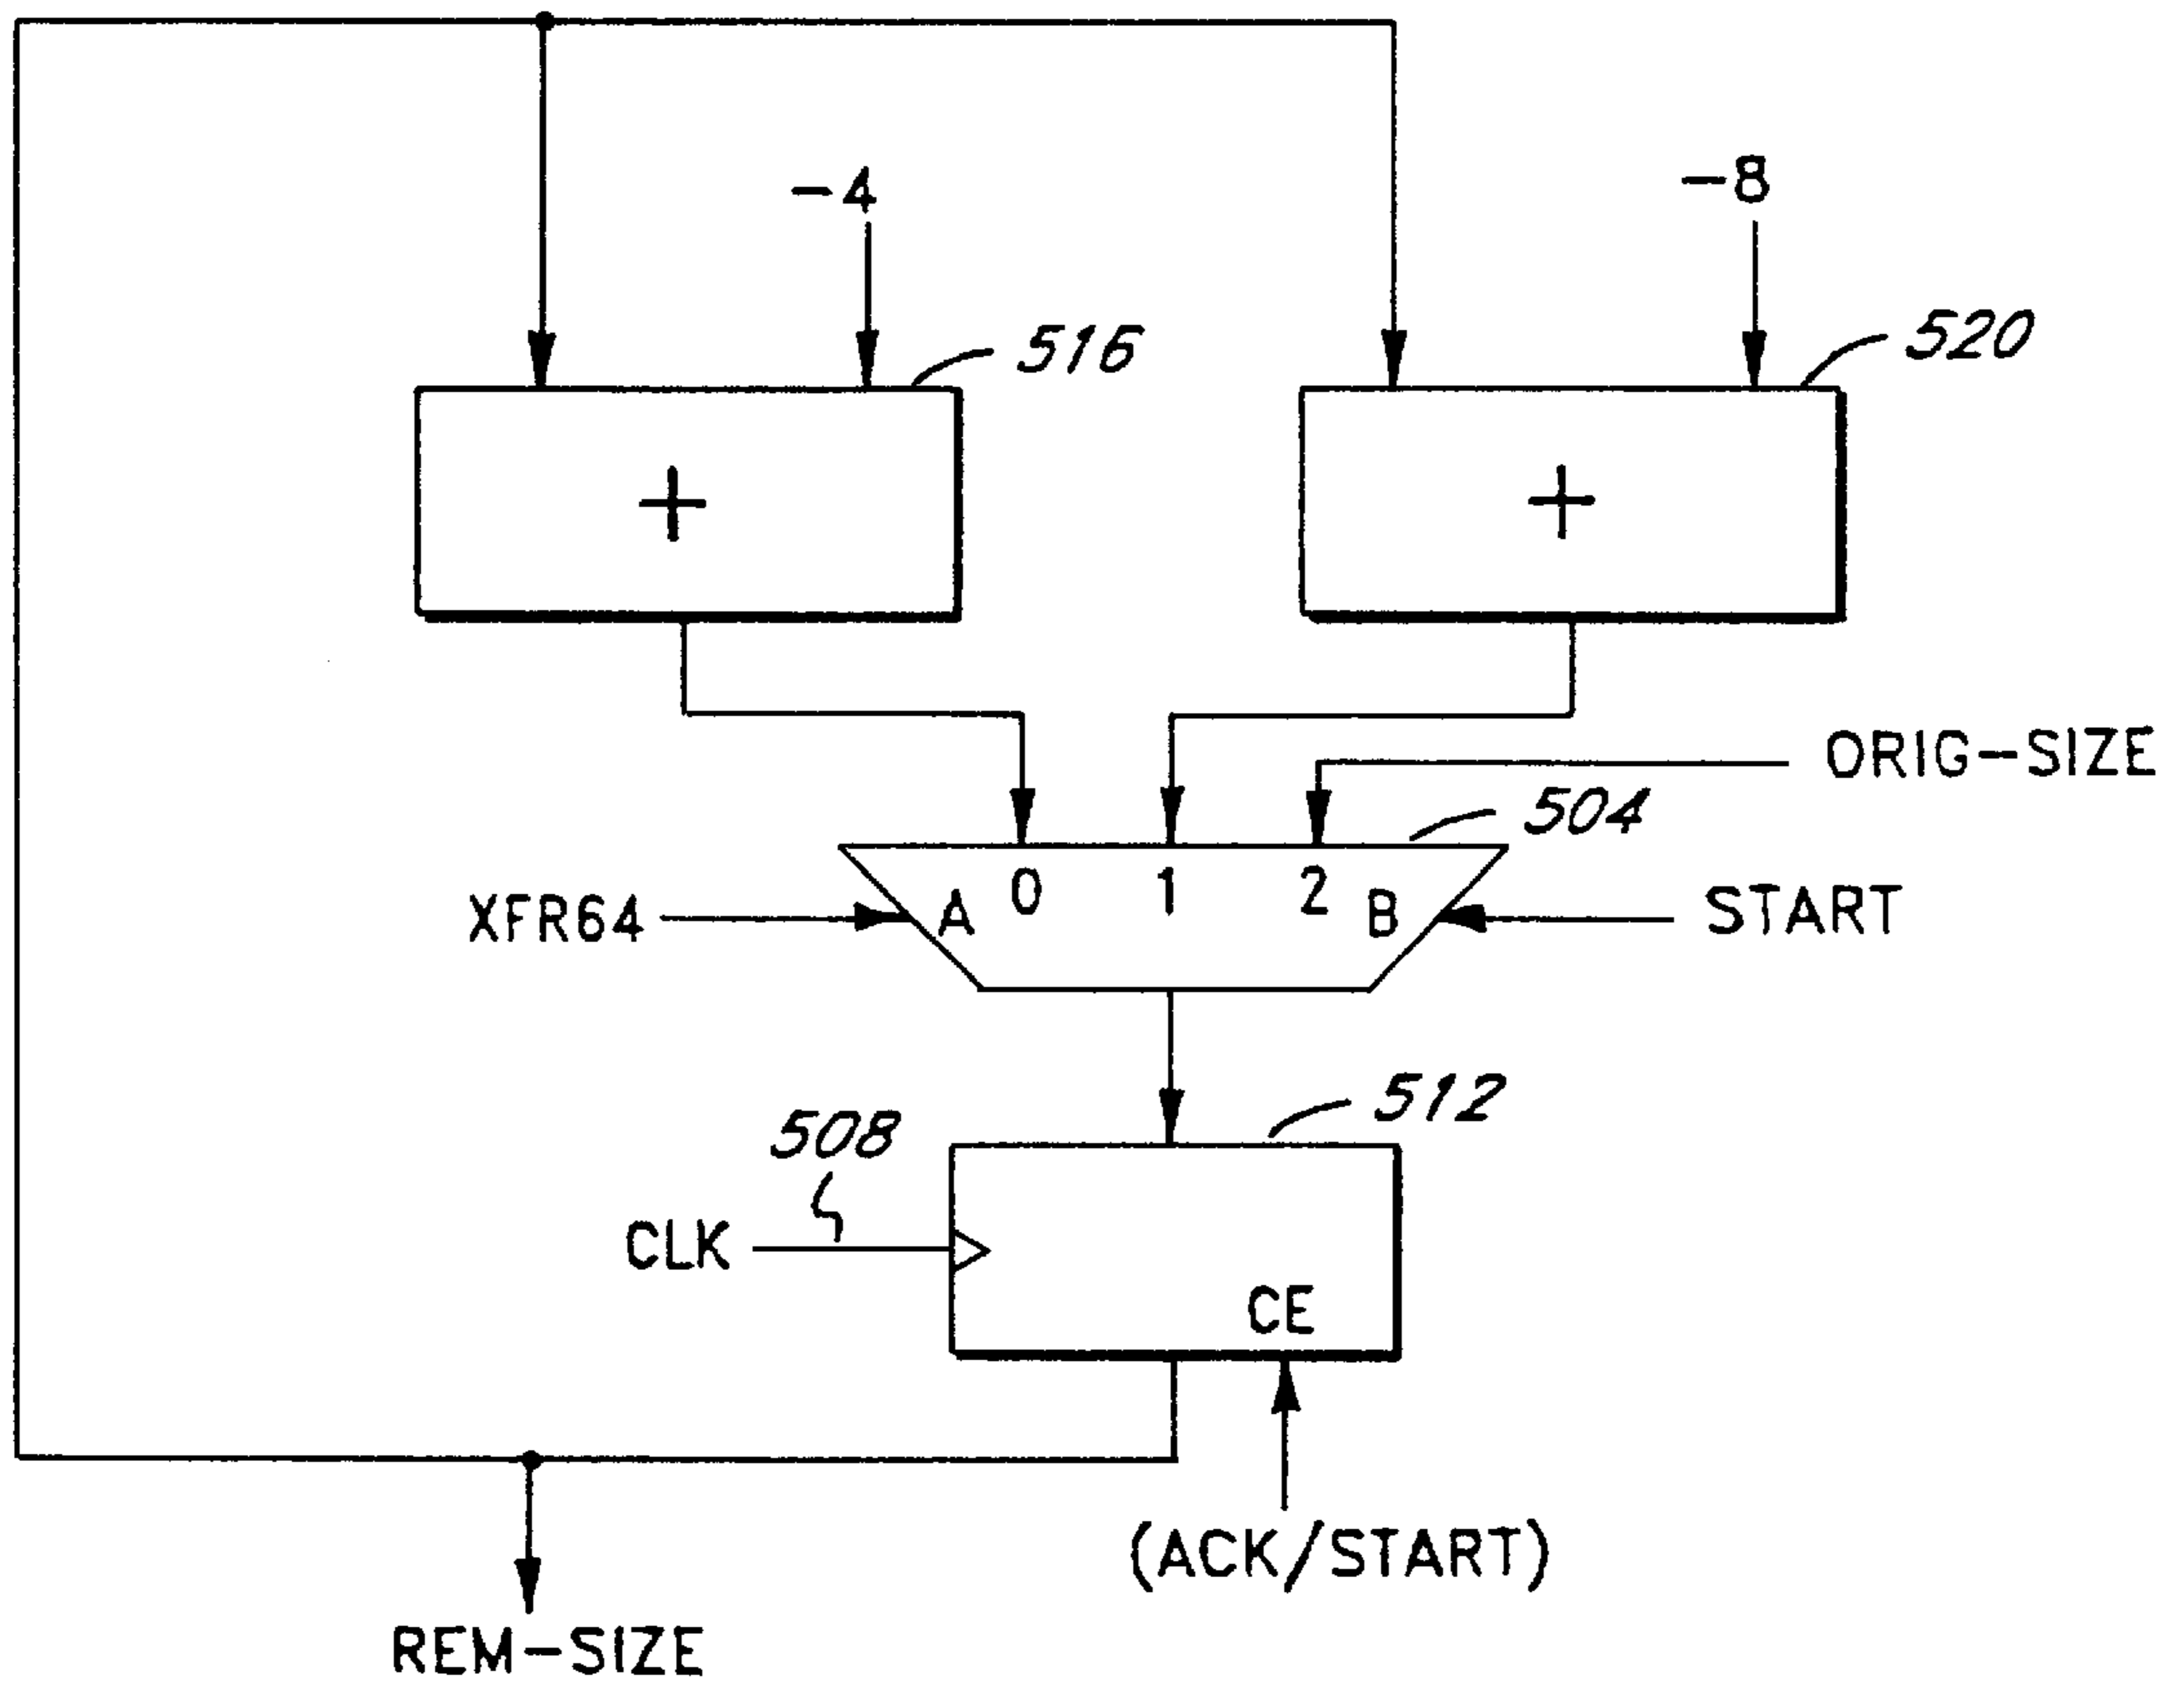 -4
-8
516
520
+
+
ORIG-SIZE
504
0
1
2
A
B
XFR64
START
512
508
CLK
CE
(ACK/START)
REM-SIZE